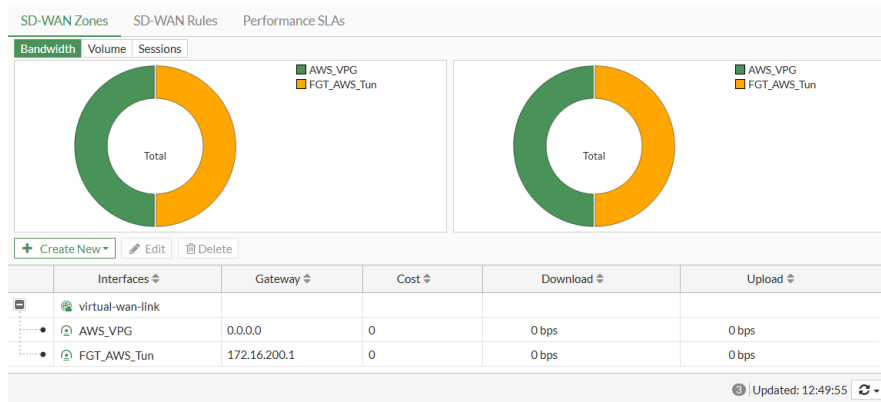 SD-WAN Zones SD-WAN Rules Performance SLAs
Bandwidth Volume Sessions
AWS_VPG
FGT_AWS_Tun
Total
AWS_VPG
FGT_AWS_Tun
Total
+ Create New Edit Delete
Interfaces Gateway Cost Download Upload
virtual-wan-link
AWS_VPG 0.0.0.0 0 0 bps 0 bps
FGT_AWS_Tun 172.16.200.1 0 0 bps 0 bps
3 Updated: 12:49:55